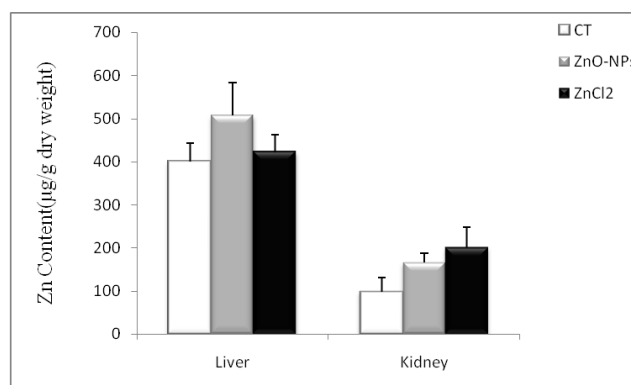 700
600
500
400
300
200
100
0
Zn Content(µg/g dry weight)
Liver
Kidney
CT
ZnO-NPs
ZnCl2